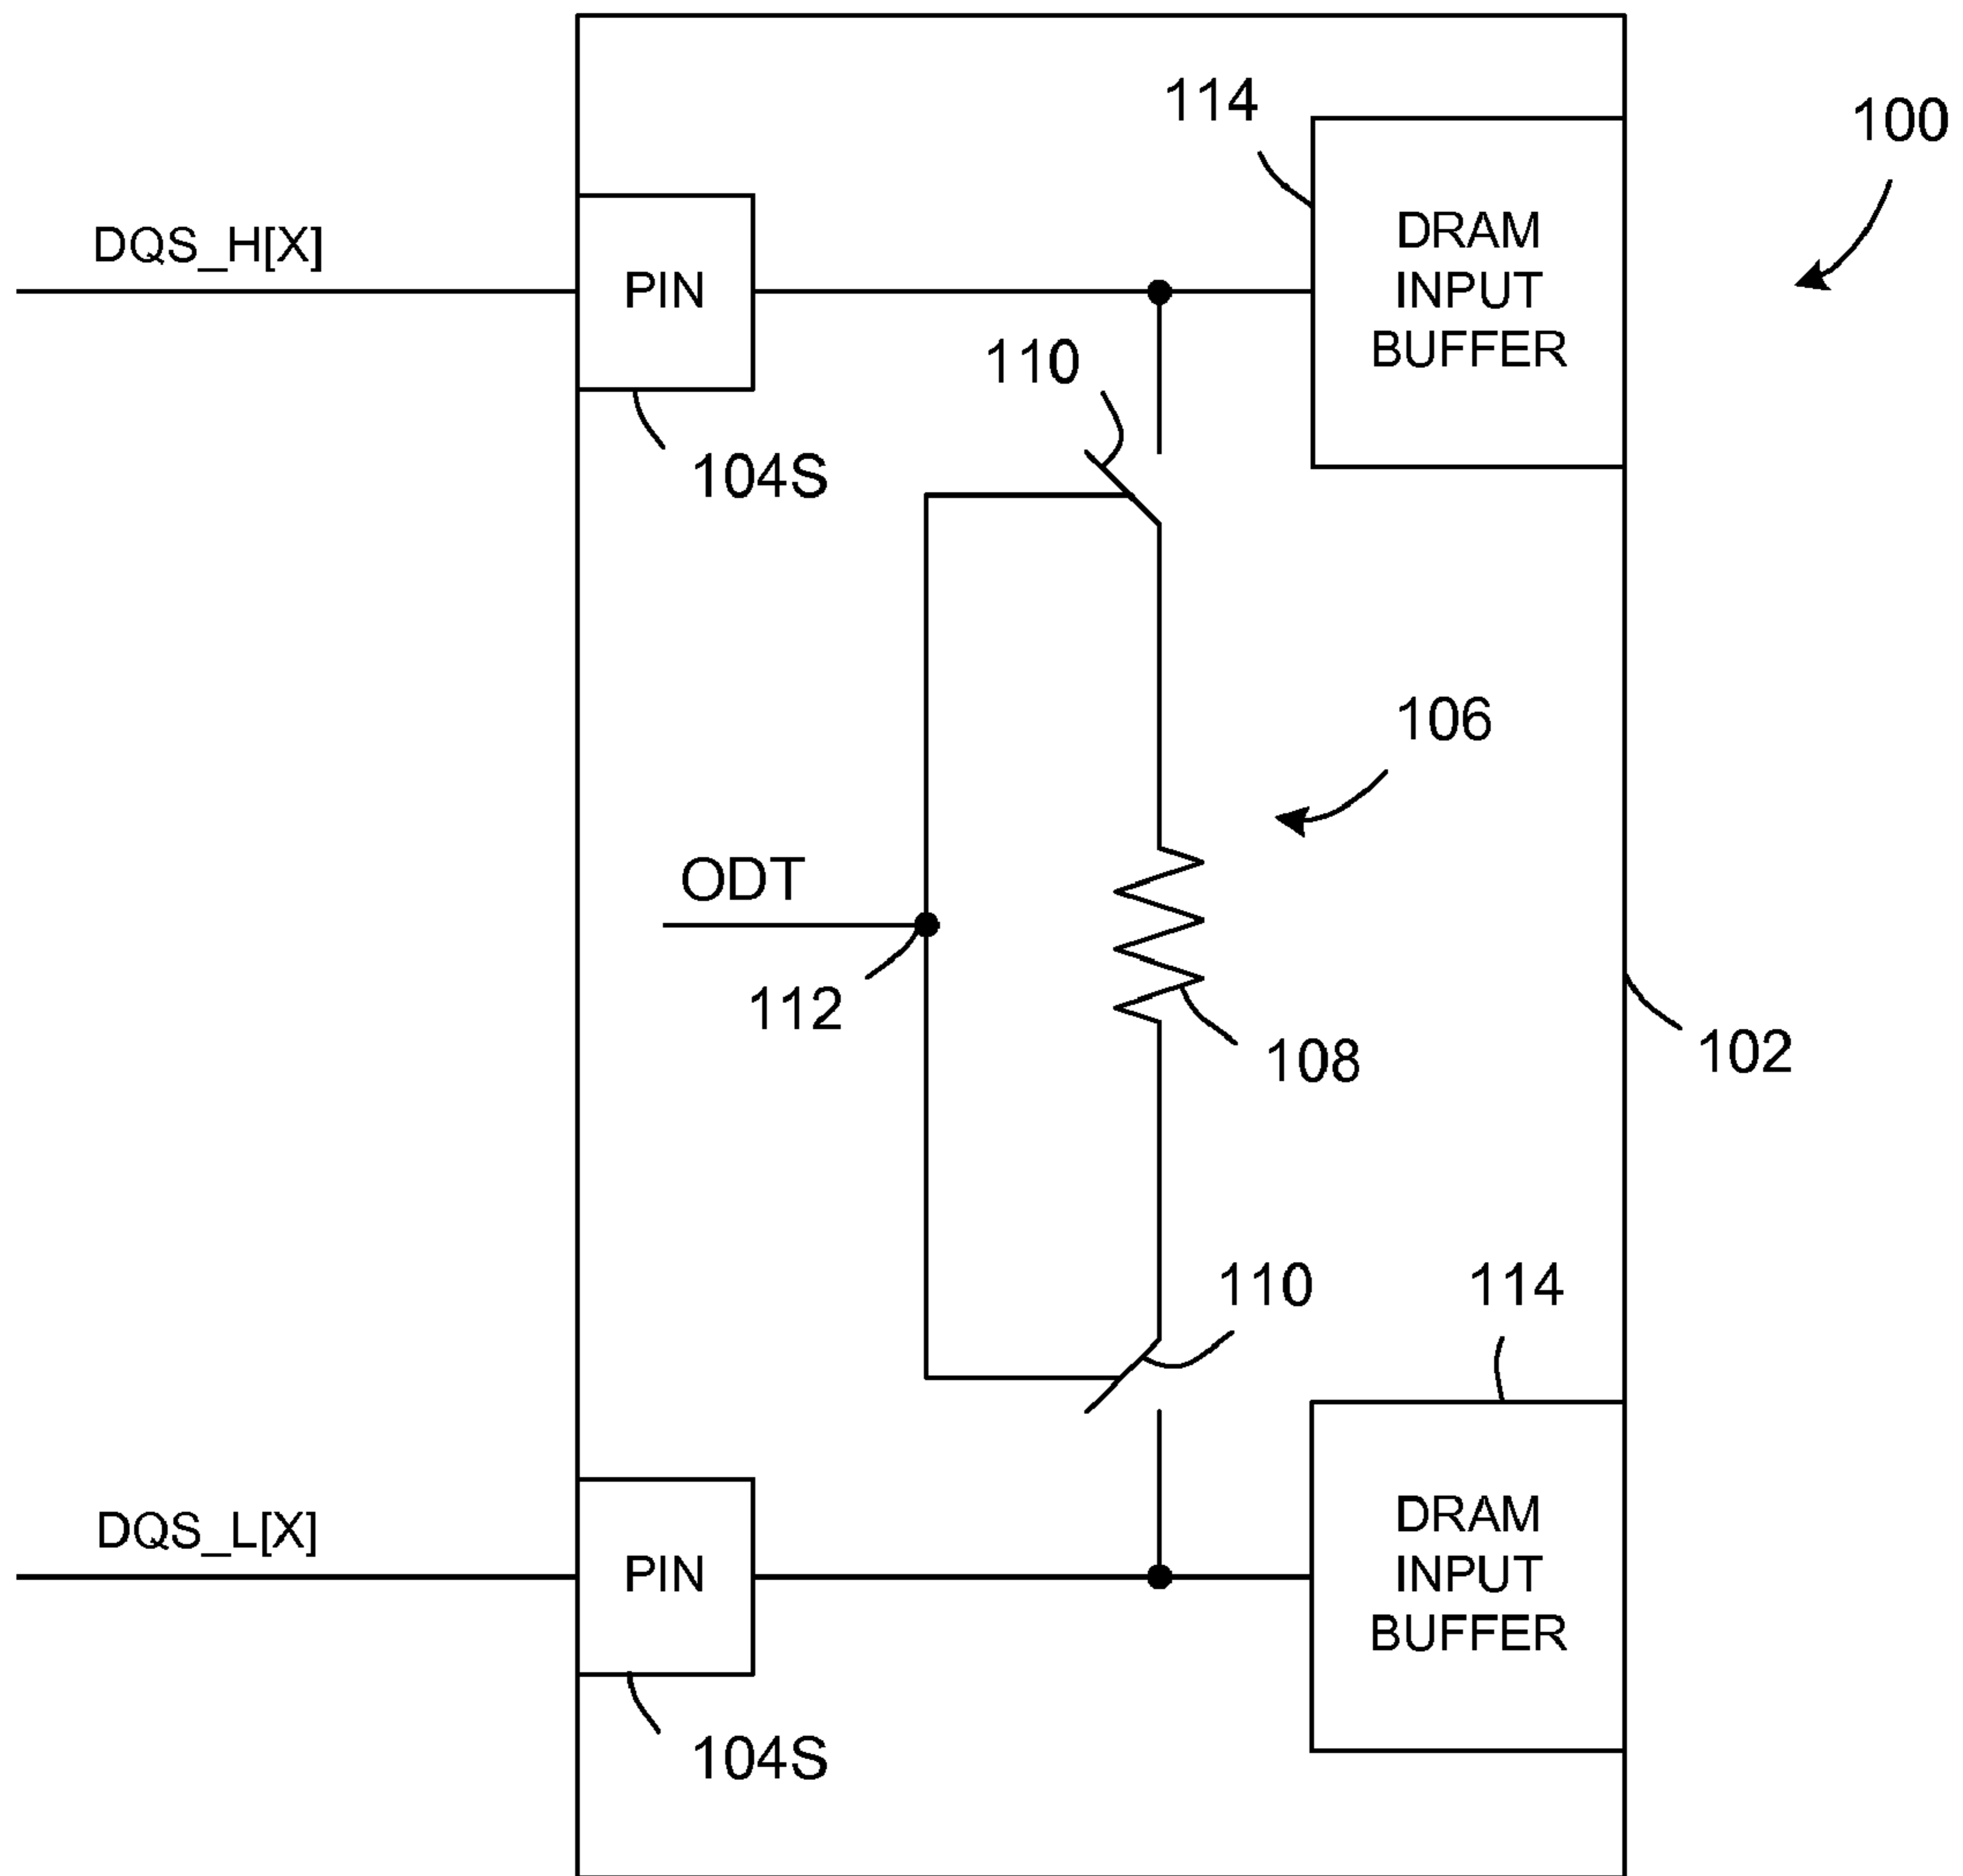 114
100
DQS_H[X]
PIN
DRAM
INPUT
BUFFER
110
104S
106
ODT
112
108
102
110
114
DQS_L[X]
PIN
DRAM
INPUT
BUFFER
104S